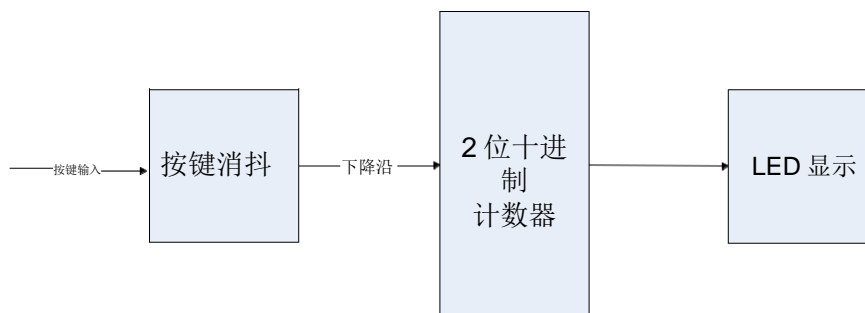 按键输入
按键消抖
下降沿
2位十进
制
计数器
LED 显示